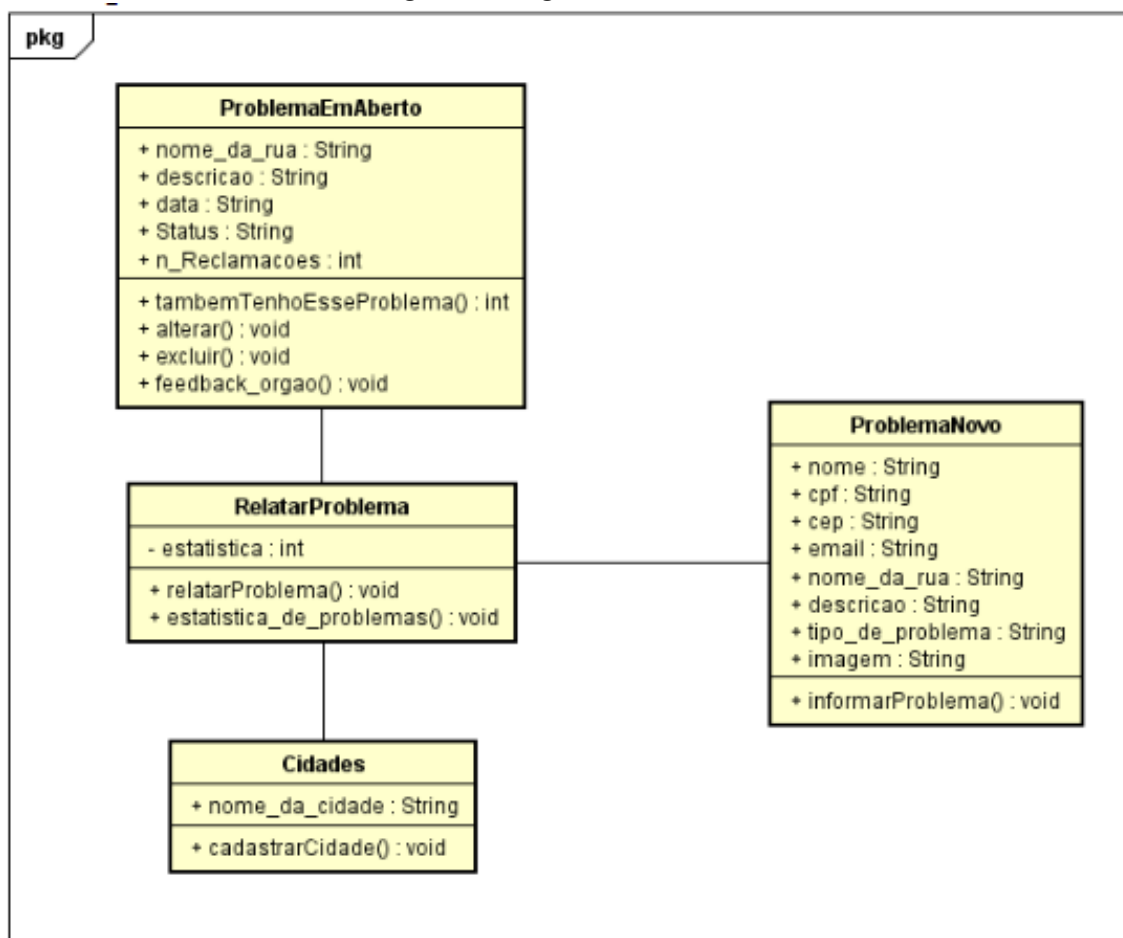 pkg
ProblemaEmAberto
+ nome_da_rua : String
+ descricao : String
+ data : String
+ Status : String
+ n_Reclamacoes : int
+ tambemTenhoEsseProblema() : int
+ alterar() : void
+ excluir() : void
+ feedback_orgao() : void
RelatarProblema
- estatistica : int
+ relatarProblema() : void
+ estatistica_de_problemas() : void
ProblemaNovo
+ nome : String
+ cpf : String
+ cep : String
+ email : String
+ nome_da_rua : String
+ descricao : String
+ tipo_de_problema : String
+ imagem : String
+ informarProblema() : void
Cidades
+ nome_da_cidade : String
+ cadastrarCidade() : void